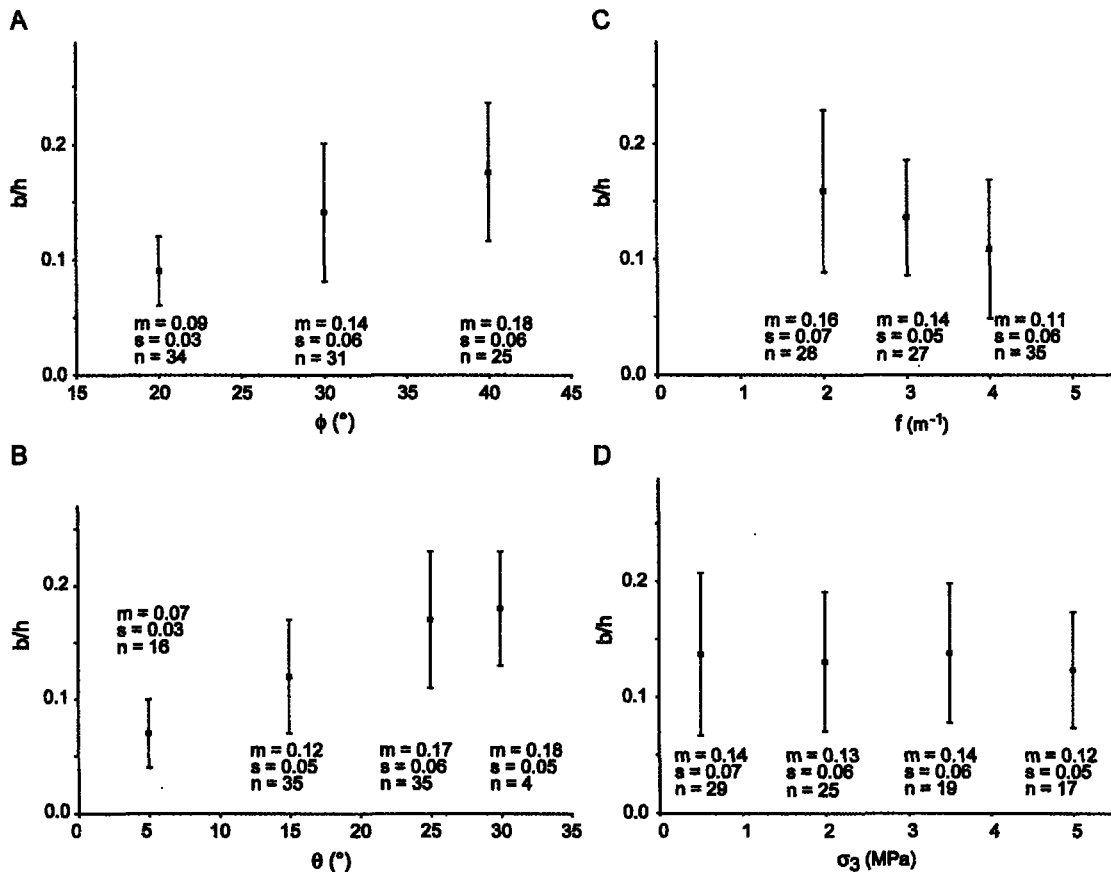 A
b/h
0.2
0.1
0.0
m = 0.09
s = 0.03
n = 34
m = 0.14
s = 0.06
n = 31
m = 0.18
s = 0.06
n = 25
15 20 25 30 35 40 45
ϕ (°)
B
b/h
0.2
0.1
0.0
m = 0.07
s = 0.03
n = 16
m = 0.12
s = 0.05
n = 35
m = 0.17
s = 0.06
n = 35
m = 0.18
s = 0.05
n = 4
0 5 10 15 20 25 30 35
θ (°)
C
b/h
0.2
0.1
0.0
m = 0.16
s = 0.07
n = 28
m = 0.14
s = 0.05
n = 27
m = 0.11
s = 0.06
n = 35
0 1 2 3 4 5
f (m⁻¹)
D
b/h
0.2
0.1
0.0
m = 0.14
s = 0.07
n = 29
m = 0.13
s = 0.06
n = 25
m = 0.14
s = 0.06
n = 19
m = 0.12
s = 0.05
n = 17
0 1 2 3 4 5
σ₃ (MPa)